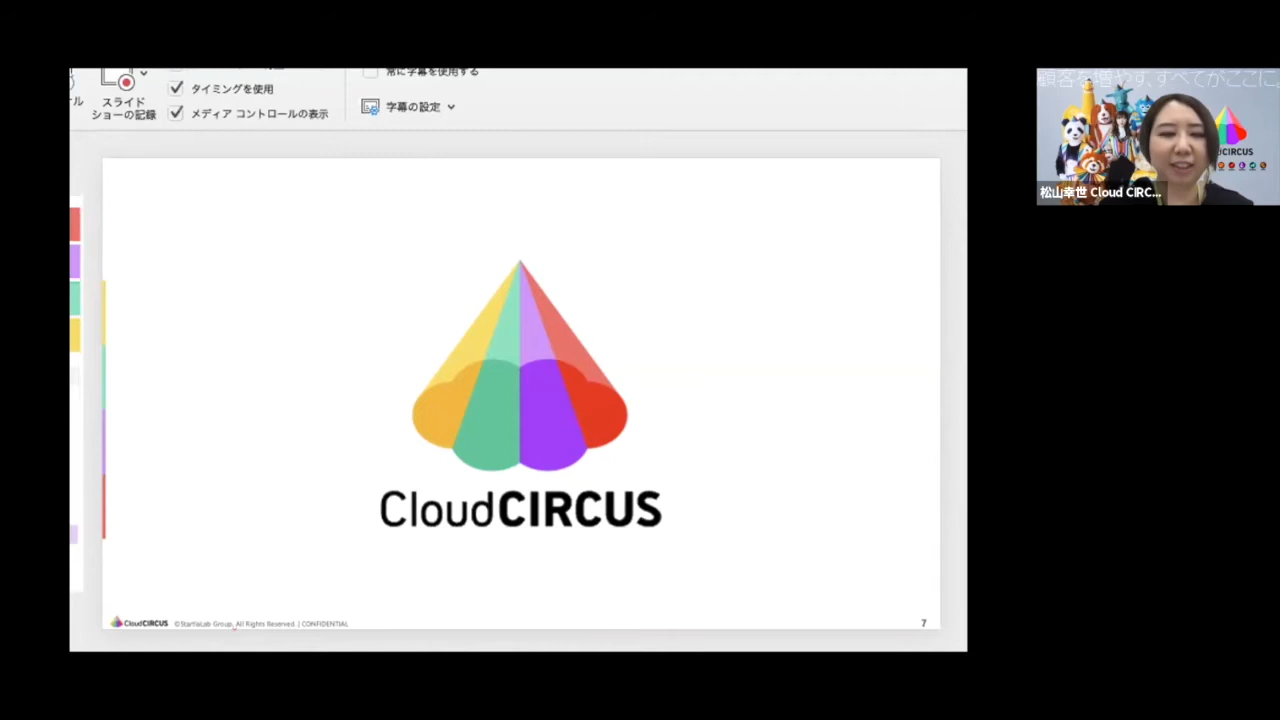 常に字幕を使用する
タイミングを使用
スライド
ショーの記録
メディア コントロールの表示
字幕の設定
CloudCIRCUS
CloudCIRCUS ©StarTiaLab Group, All Rights Reserved. | CONFIDENTIAL
7
顧客を増やす、すべてがここに。
CIRCUS
松山幸世 Cloud CIRC...